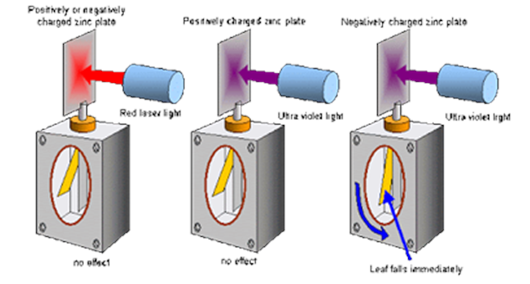 Positively or negatively
charged zinc plate
Red laser light
no effect
Positively charged zinc plate
Ultra violet light
no effect
Negatively charged zinc plate
Ultra violet light
Leaf falls immediately